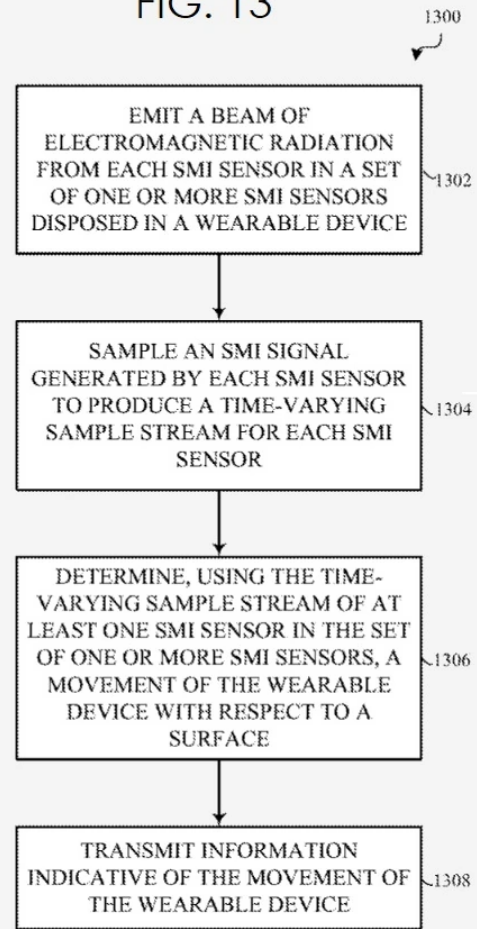 FIG. 13
1300
EMIT A BEAM OF
ELECTROMAGNETIC RADIATION
FROM EACH SMI SENSOR IN A SET
OF ONE OR MORE SMI SENSORS
DISPOSED IN A WEARABLE DEVICE
1302
SAMPLE AN SMI SIGNAL
GENERATED BY EACH SMI SENSOR
TO PRODUCE A TIME-VARYING
SAMPLE STREAM FOR EACH SMI
SENSOR
1304
DETERMINE, USING THE TIME-
VARYING SAMPLE STREAM OF AT
LEAST ONE SMI SENSOR IN THE SET
OF ONE OR MORE SMI SENSORS, A
MOVEMENT OF THE WEARABLE
DEVICE WITH RESPECT TO A
SURFACE
1306
TRANSMIT INFORMATION
INDICATIVE OF THE MOVEMENT OF
THE WEARABLE DEVICE
1308